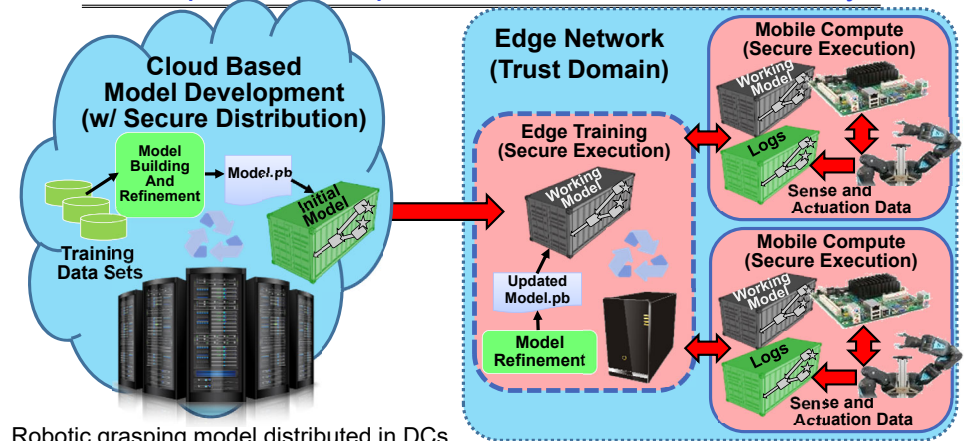 Cloud Based
Model Development
(w/ Secure Distribution)
Model
Building
And
Refinement
Model.pb
Initial
Model
Training
Data Sets
Edge Network
(Trust Domain)
Edge Training
(Secure Execution)
Working
Model
Updated
Model.pb
Model
Refinement
Mobile Compute
(Secure Execution)
Working
Model
Logs
Sense and
Actuation Data
Mobile Compute
(Secure Execution)
Working
Model
Logs
Sense and
Actuation Data
Robotic grasping model distributed in DCs